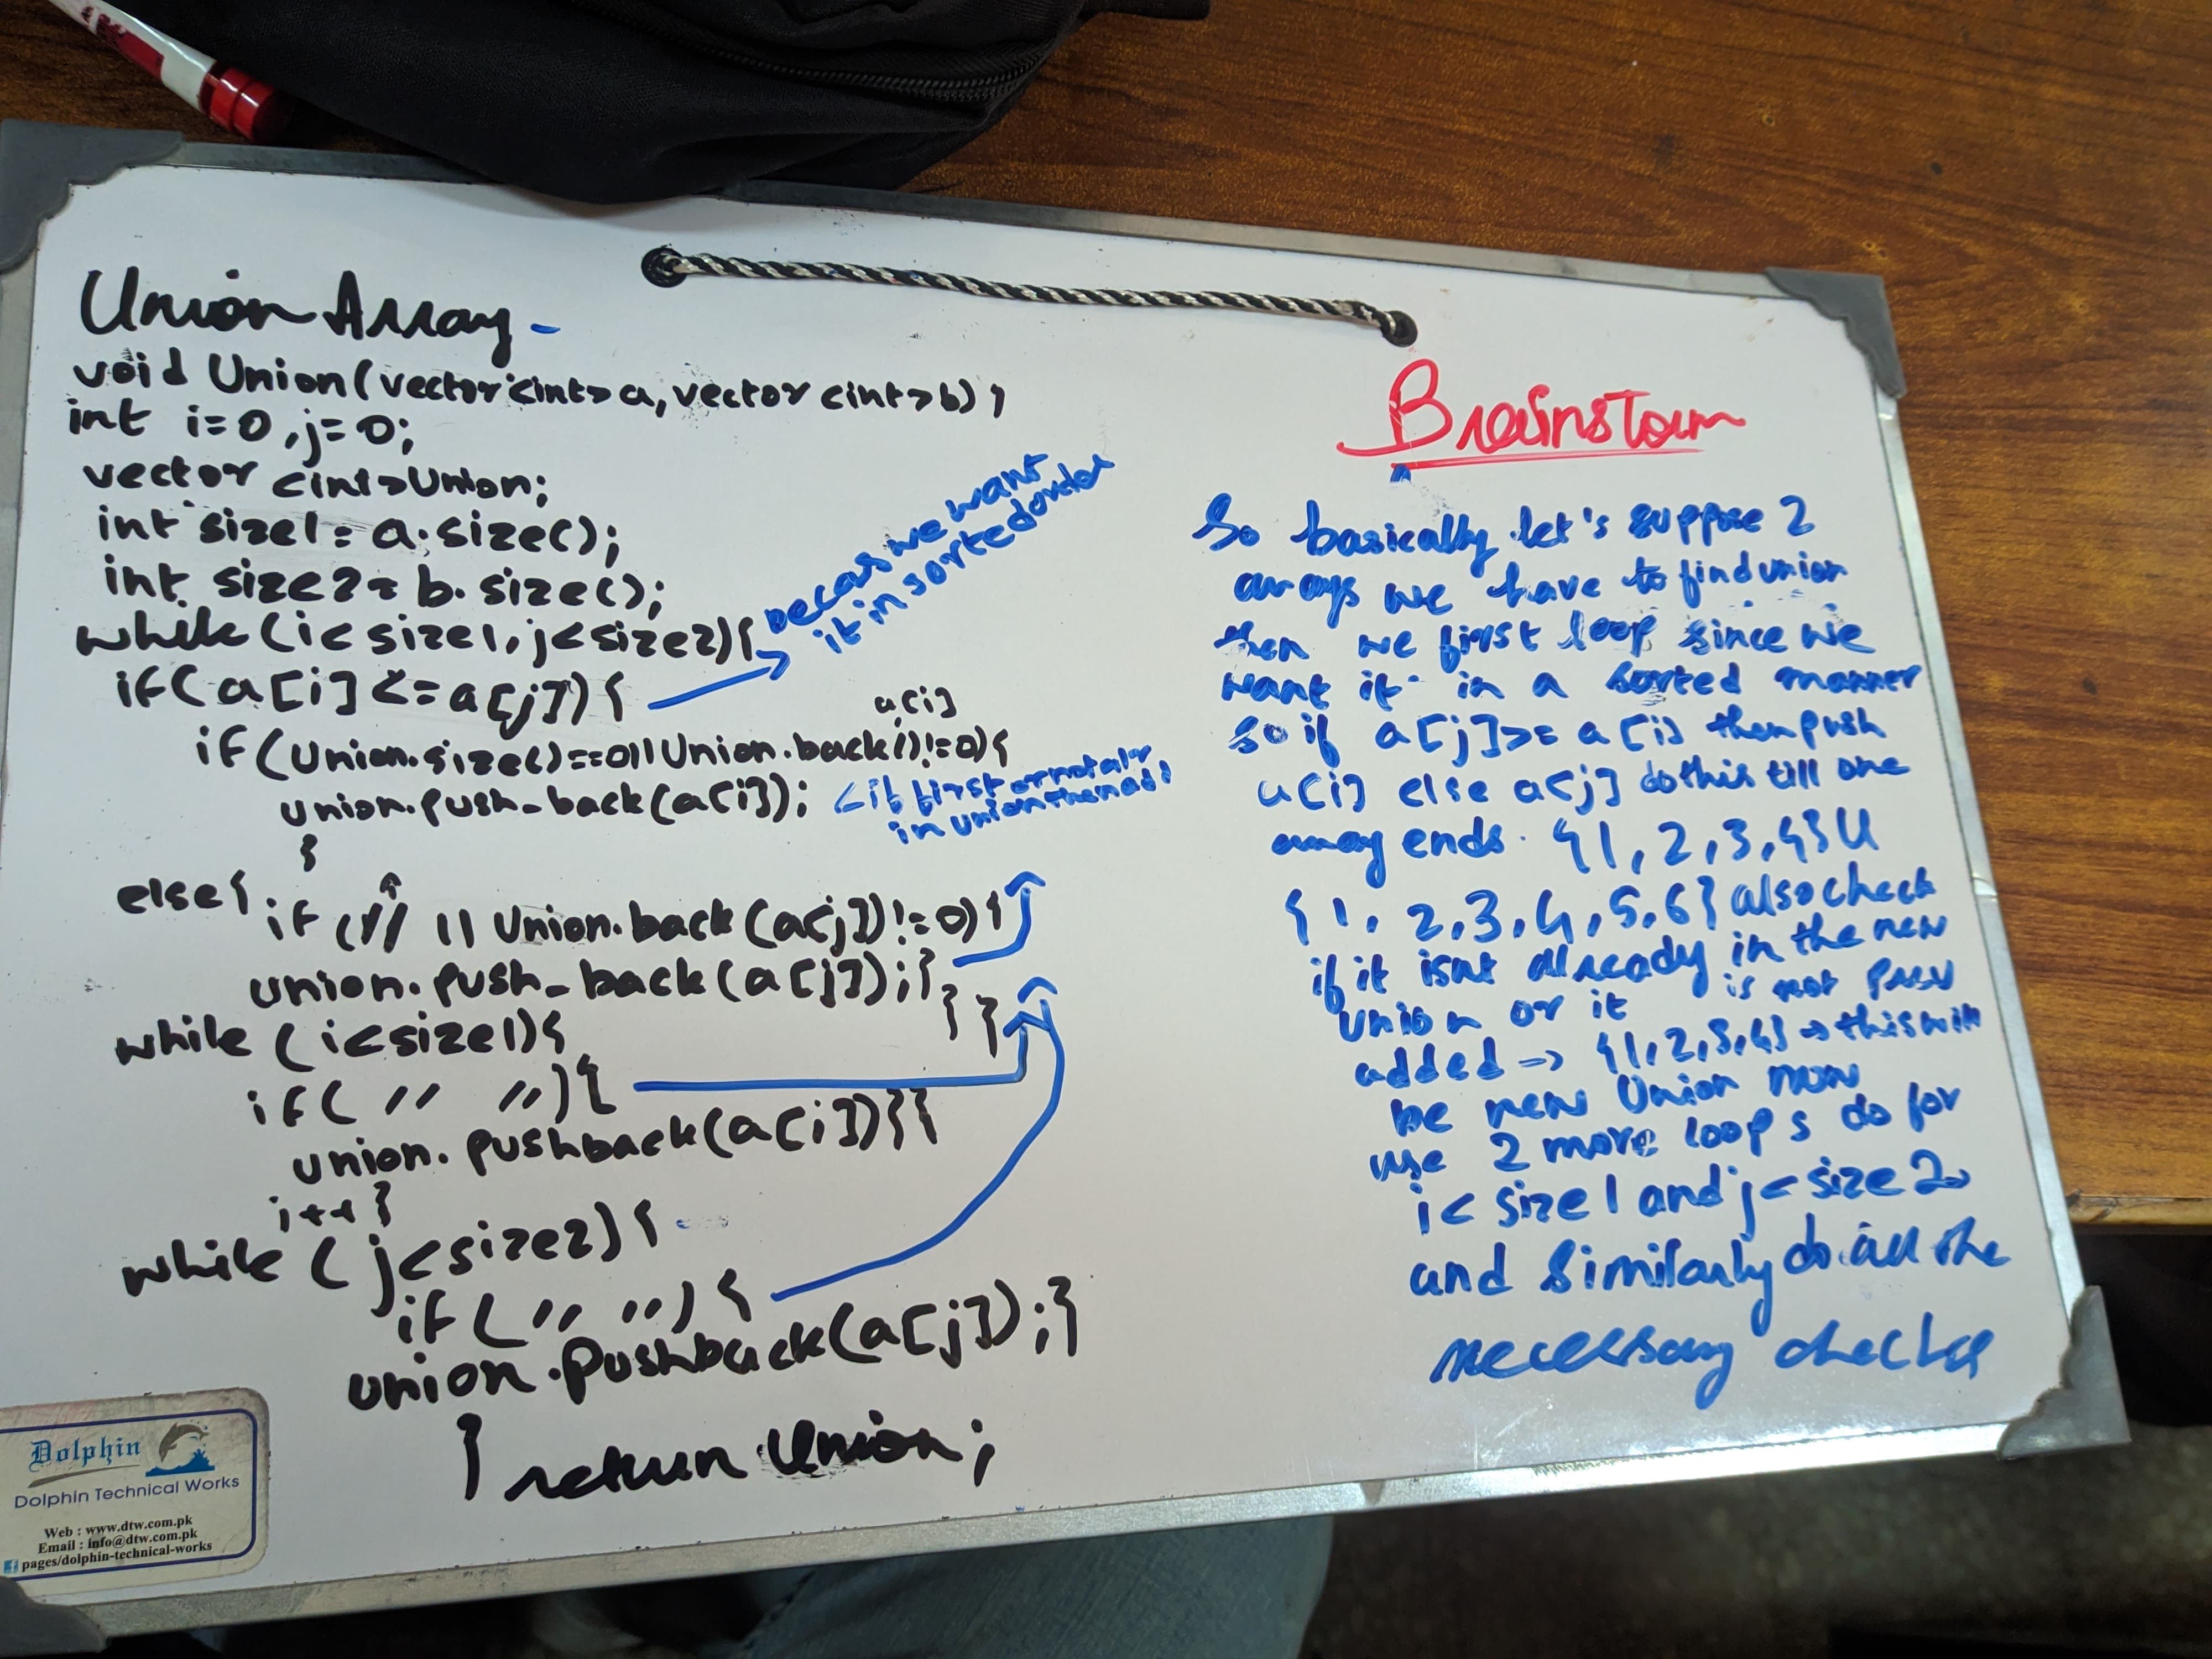 Union Array -
void Union(vector<int>a, vector<int>b) {
int i=0, j=0;
vector <int>Union;
int size1= a.size();
int size2= b.size();
while (i<size1, j<size2){
if( a[i] <= a[j]){
because we want
it in sorted order
a[i]
if(Union.size()==0||Union.back()!=0){
union.push_back(a[i]);
<if first or not alr
in union then add
}
else{
if (// || Union.back(a[j])!=0){
union.push_back(a[j]);}
}}
while (i<size1){
if( // //){
union.pushback(a[i])}}
i++}
while (j<size2){
if( // //) {
union.pushback(a[j]);}
} return Union;
Brainstorm
So basically let's suppose 2
arrays we have to find union
then we first loop since we
want it in a sorted manner
so if a[j]>= a[i] then push
a[i] else a[j] do this till one
array ends. {1, 2, 3, 4} U
{1, 2, 3, 4, 5, 6} also check
if it isnt already in the new
union or it is not prev
added => {1,2,3,4} → this will
be new Union now
use 2 more loops do for
i< size1 and j< size2
and similarly do all the
necessary checks
Dolphin
Dolphin Technical Works
Web : www.dtw.com.pk
Email : info@dtw.com.pk
f pages/dolphin-technical-works